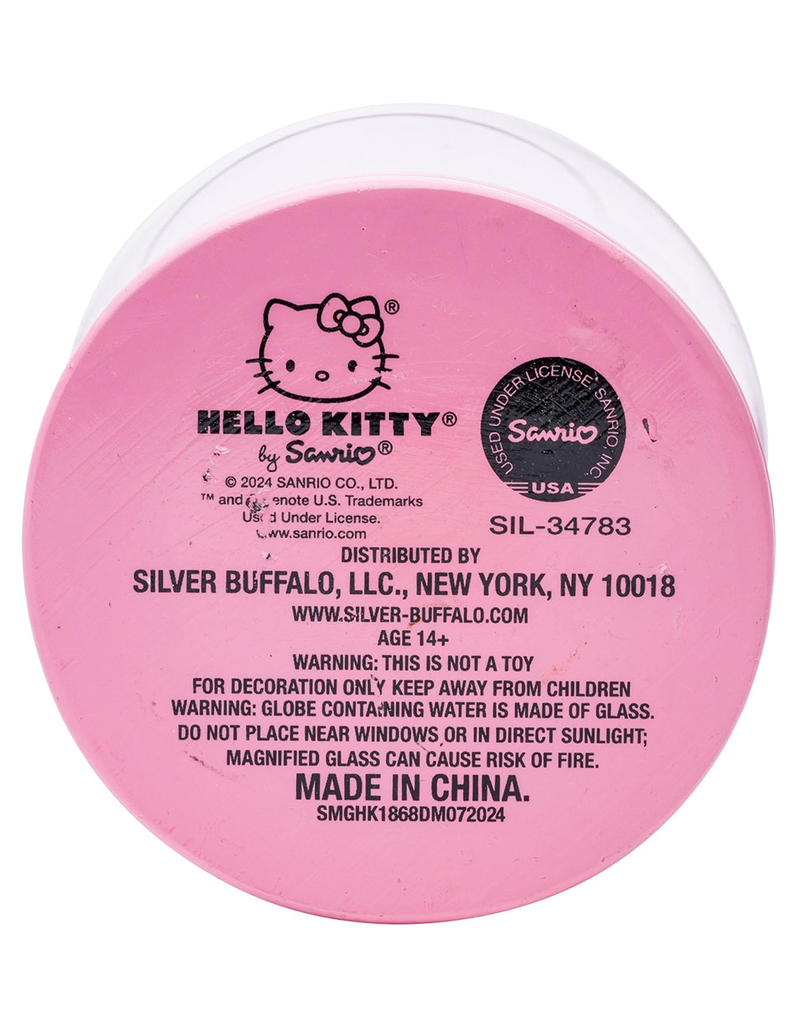 ®
HELLO KITTY®
by Sanrio®
© 2024 SANRIO CO., LTD.
™ and enote U.S. Trademarks
Us d Under License.
www.sanrio.com
USED UNDER LICENSE SANRIO, INC.
Sanrio
USA
SIL-34783
DISTRIBUTED BY
SILVER BUFFALO, LLC., NEW YORK, NY 10018
WWW.SILVER-BUFFALO.COM
AGE 14+
WARNING: THIS IS NOT A TOY
FOR DECORATION ONLY KEEP AWAY FROM CHILDREN
WARNING: GLOBE CONTAINING WATER IS MADE OF GLASS.
DO NOT PLACE NEAR WINDOWS OR IN DIRECT SUNLIGHT;
MAGNIFIED GLASS CAN CAUSE RISK OF FIRE.
MADE IN CHINA.
SMGHK1868DM072024